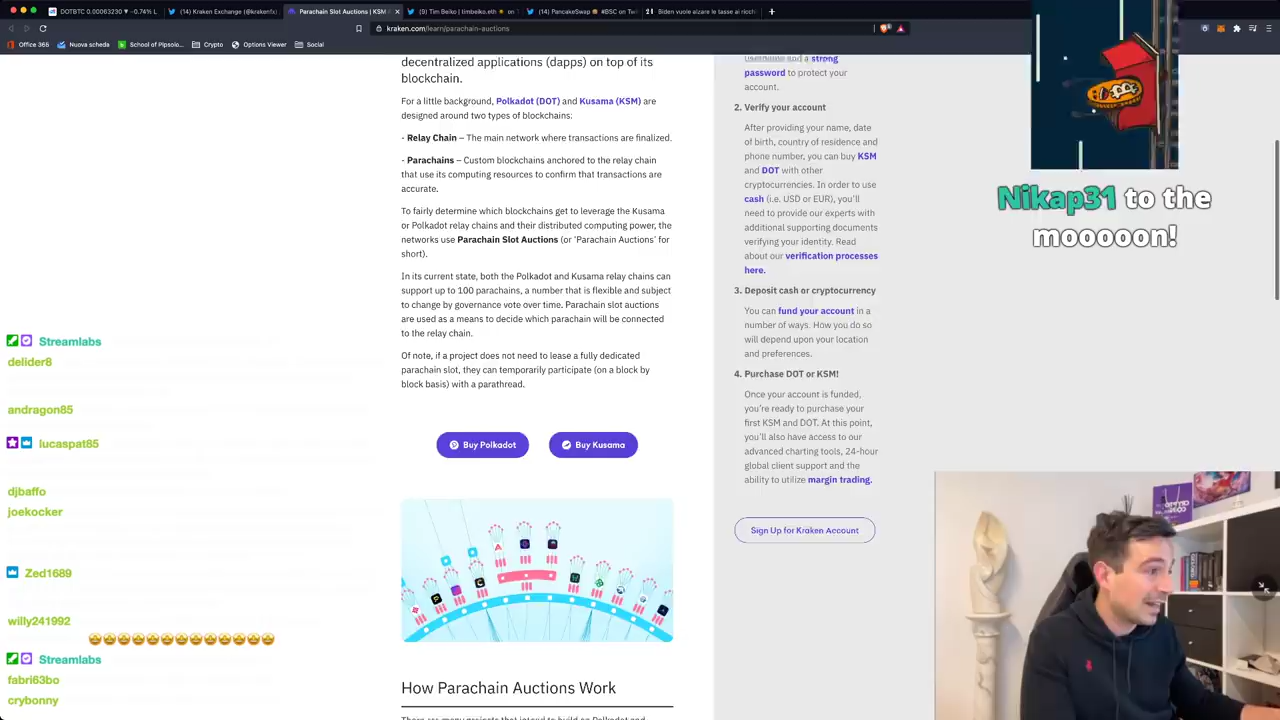 DOTBTC 0.00063230 ▼ −0.74% L
(14) Kraken Exchange (@krakenfx)
Parachain Slot Auctions | KSM
(9) Tim Beiko | timbeiko.eth
(14) PancakeSwap #BSC on Twi
Biden vuole alzare le tasse ai ricchi
kraken.com/learn/parachain-auctions
Office 365
Nuova scheda
School of Pipsolo...
Crypto
Options Viewer
Social
decentralized applications (dapps) on top of its
blockchain.
For a little background, Polkadot (DOT) and Kusama (KSM) are
designed around two types of blockchains:
- Relay Chain – The main network where transactions are finalized.
- Parachains – Custom blockchains anchored to the relay chain
that use its computing resources to confirm that transactions are
accurate.
To fairly determine which blockchains get to leverage the Kusama
or Polkadot relay chains and their distributed computing power, the
networks use Parachain Slot Auctions (or ‘Parachain Auctions’ for
short).
In its current state, both the Polkadot and Kusama relay chains can
support up to 100 parachains, a number that is flexible and subject
to change by governance vote over time. Parachain slot auctions
are used as a means to decide which parachain will be connected
to the relay chain.
Of note, if a project does not need to lease a fully dedicated
parachain slot, they can temporarily participate (on a block by
block basis) with a parathread.
Buy Polkadot
Buy Kusama
How Parachain Auctions Work
and a strong
password to protect your
account.
2. Verify your account
After providing your name, date
of birth, country of residence and
phone number, you can buy KSM
and DOT with other
cryptocurrencies. In order to use
cash (i.e. USD or EUR), you’ll
need to provide our experts with
additional supporting documents
verifying your identity. Read
about our verification processes
here.
3. Deposit cash or cryptocurrency
You can fund your account in a
number of ways. How you do so
will depend upon your location
and preferences.
4. Purchase DOT or KSM!
Once your account is funded,
you’re ready to purchase your
first KSM and DOT. At this point,
you’ll also have access to our
advanced charting tools, 24-hour
global client support and the
ability to utilize margin trading.
Sign Up for Kraken Account
Nikap31 to the
mooooon!
Streamlabs
delider8
andragon85
lucaspat85
djbaffo
joekocker
Zed1689
willy241992
Streamlabs
fabri63bo
crybonny